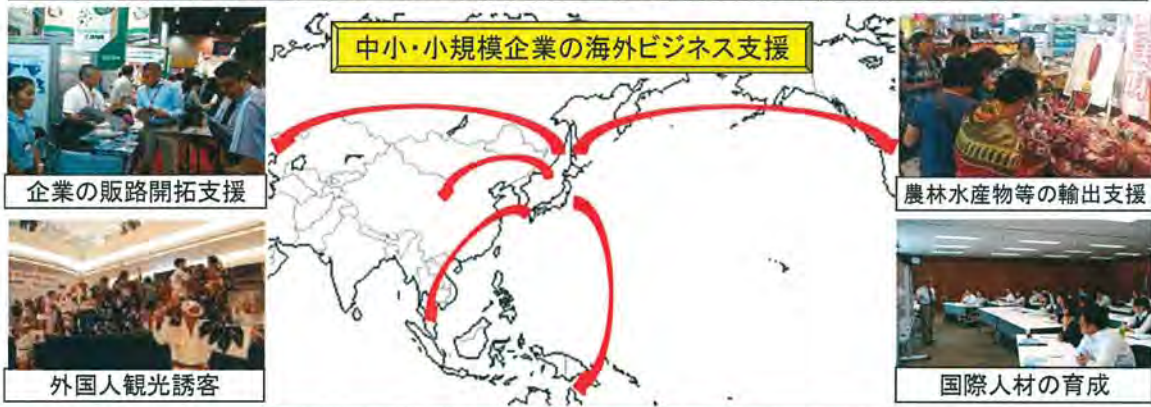 中小・小規模企業の海外ビジネス支援
企業の販路開拓支援
農林水産物等の輸出支援
外国人観光誘客
国際人材の育成